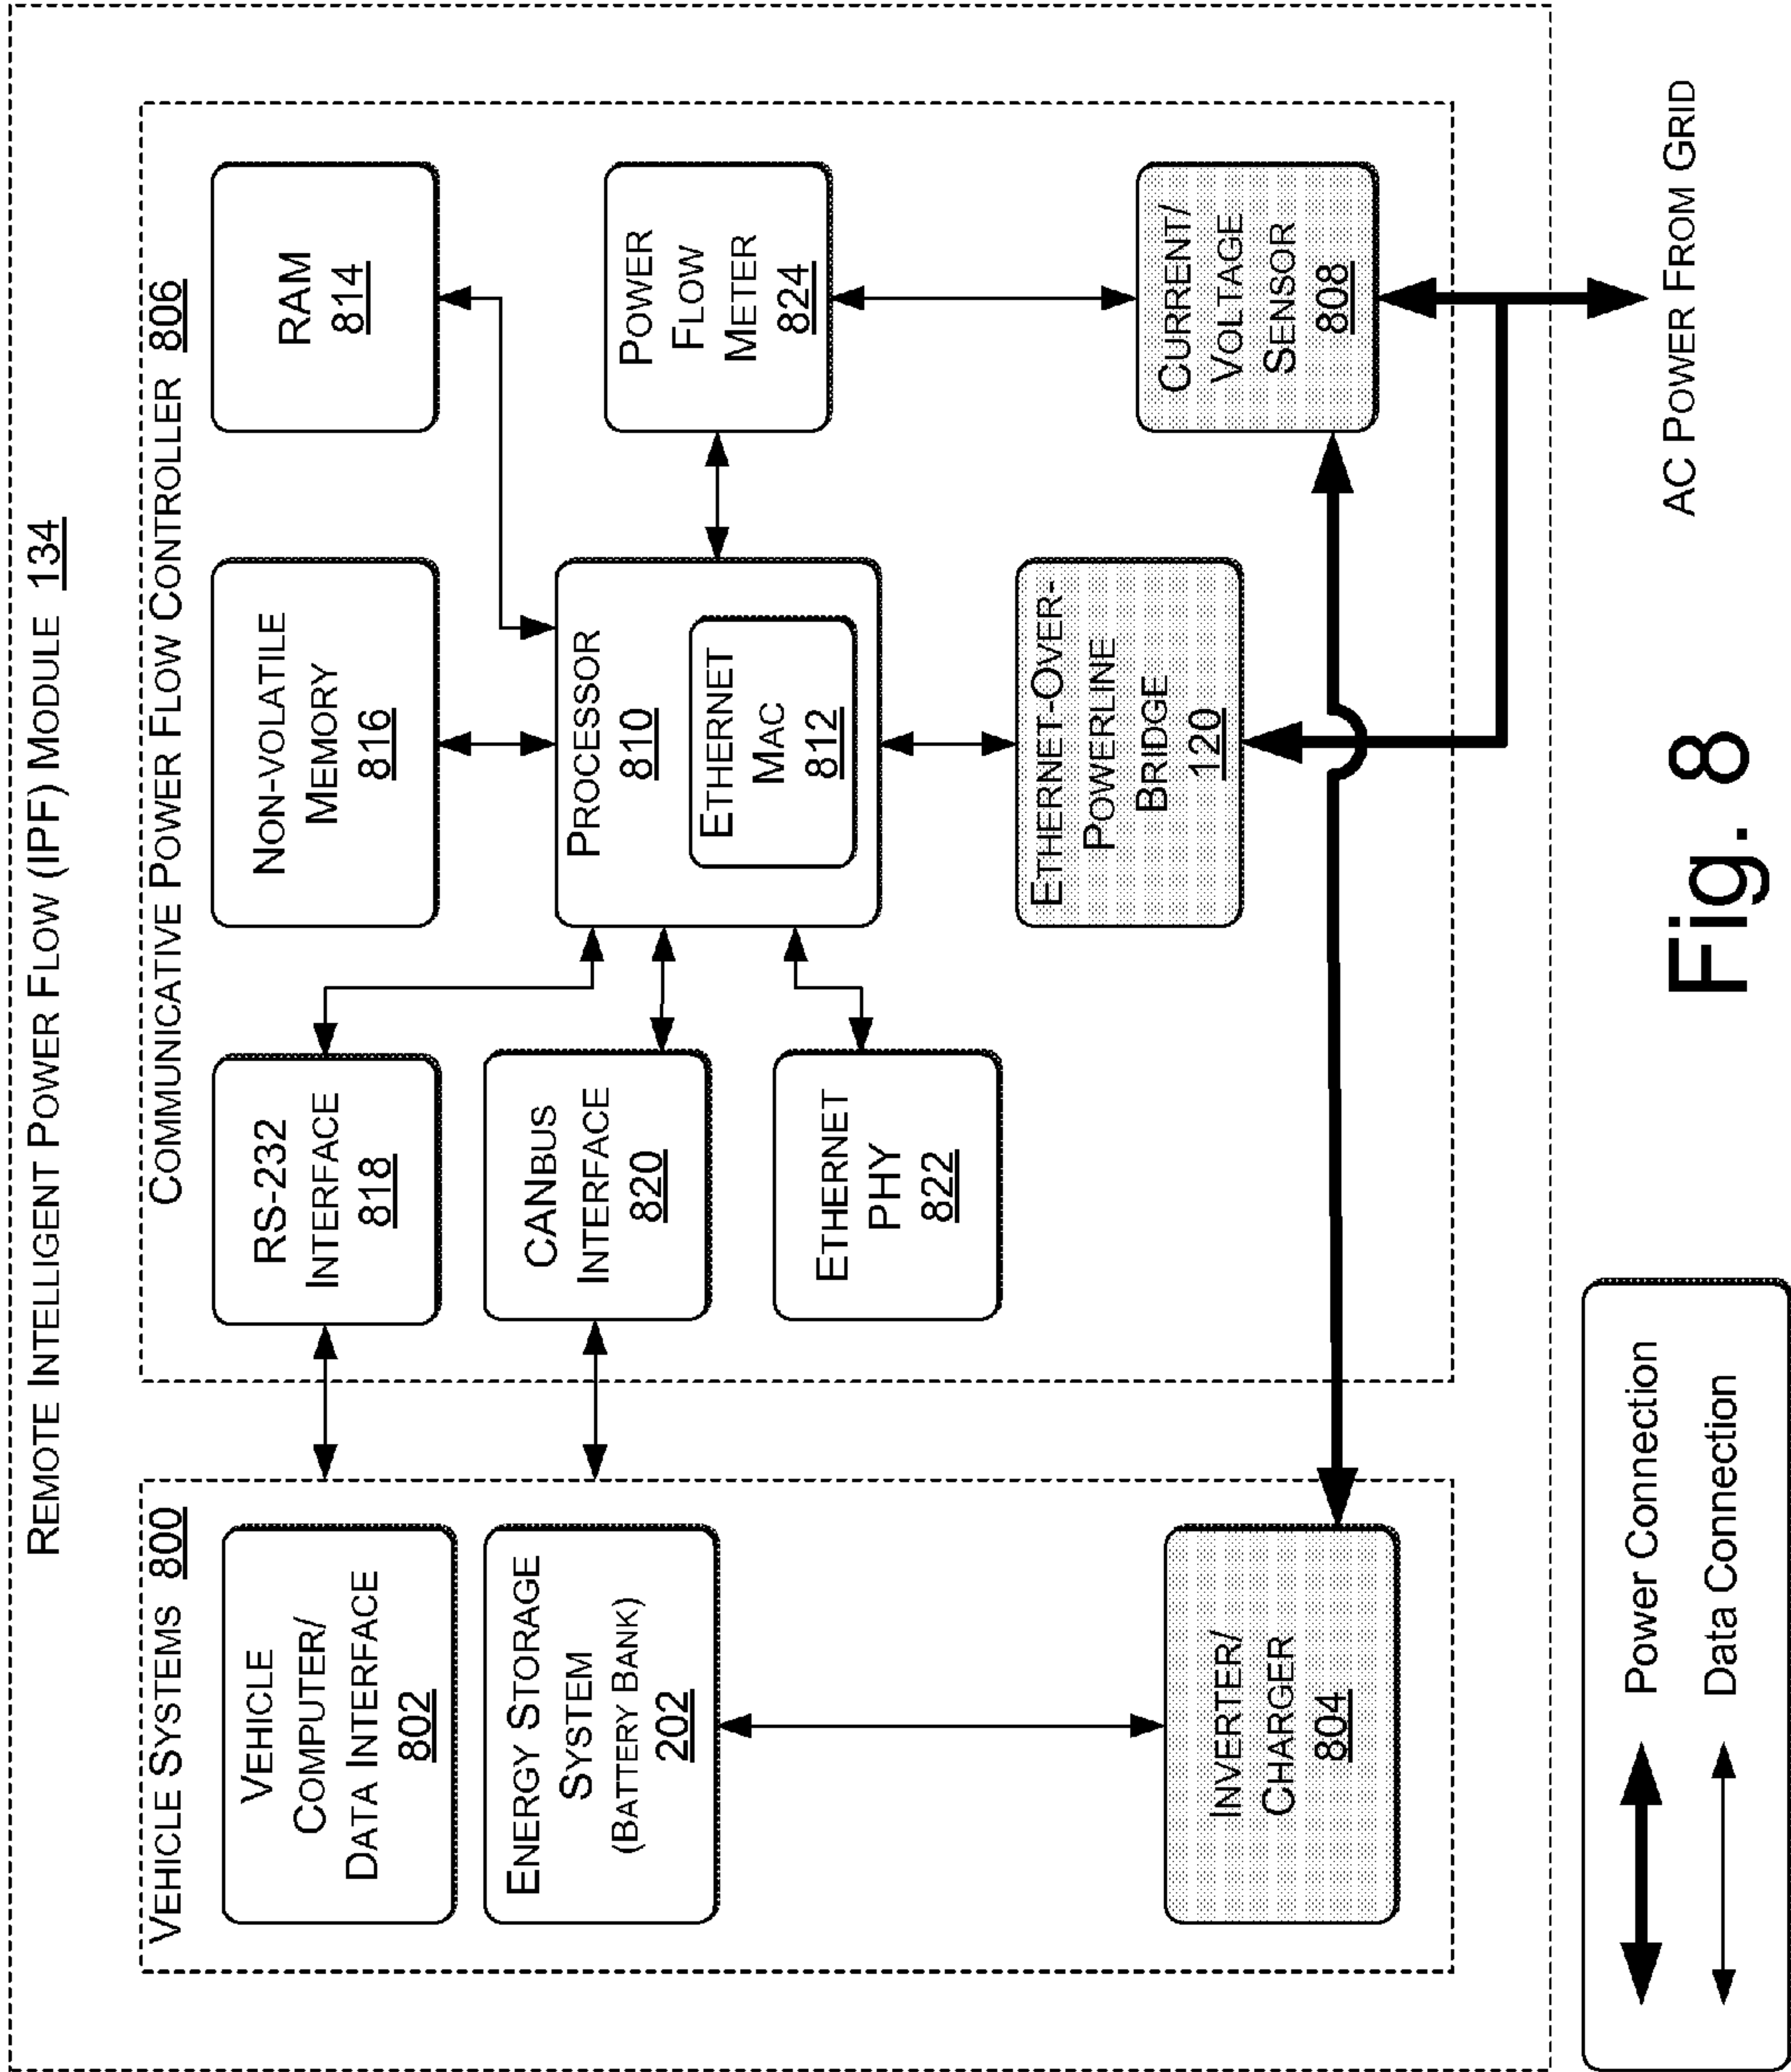 REMOTE INTELLIGENT POWER FLOW (IPF) MODULE 134
VEHICLE SYSTEMS 800
VEHICLE
COMPUTER/
DATA INTERFACE
802
ENERGY STORAGE
SYSTEM
(BATTERY BANK)
202
INVERTER/
CHARGER
804
COMMUNICATIVE POWER FLOW CONTROLLER 806
RS-232
INTERFACE
818
CANBUS
INTERFACE
820
ETHERNET
PHY
822
NON-VOLATILE
MEMORY
816
PROCESSOR
810
ETHERNET
MAC
812
ETHERNET-OVER-
POWERLINE
BRIDGE
120
RAM
814
POWER
FLOW
METER
824
CURRENT/
VOLTAGE
SENSOR
808
AC POWER FROM GRID
Power Connection
Data Connection
Fig. 8